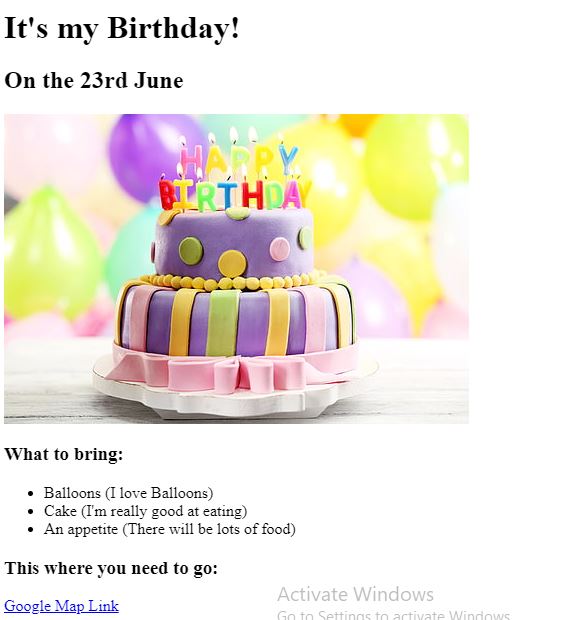 It's my Birthday!
On the 23rd June
HAPPY
BIRTHDAY
What to bring:
Balloons (I love Balloons)
Cake (I'm really good at eating)
An appetite (There will be lots of food)
This where you need to go:
Google Map Link
Activate Windows
Go to Settings to activate Windows